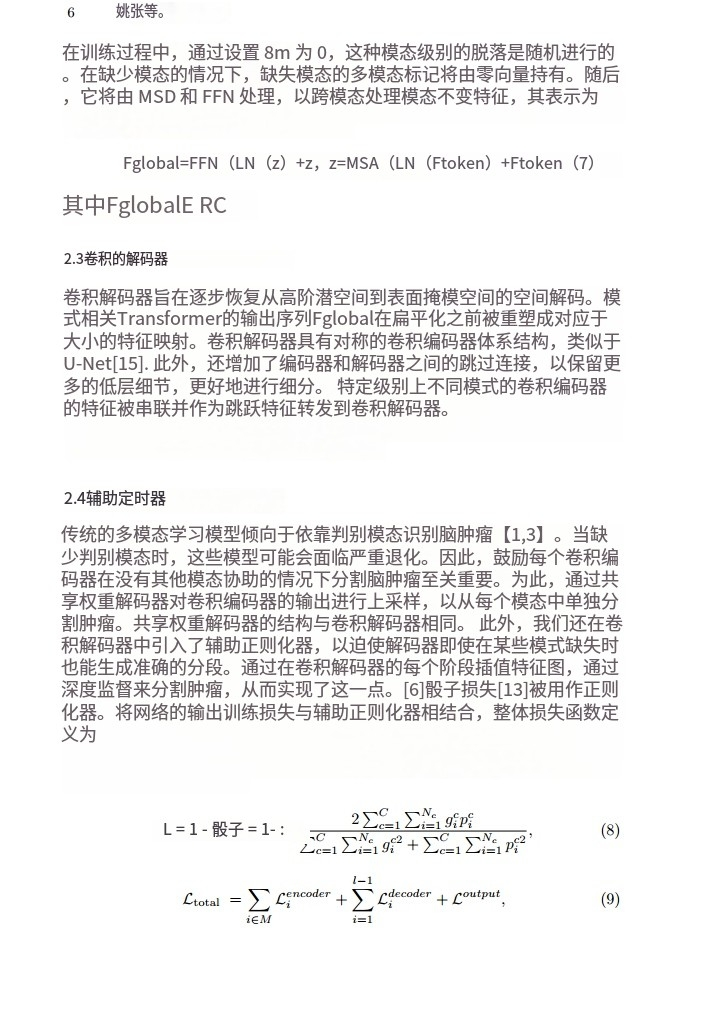 6 姚张等。
在训练过程中，通过设置 8m 为 0，这种模态级别的脱落是随机进行的
。在缺少模态的情况下，缺失模态的多模态标记将由零向量持有。随后
，它将由 MSD 和 FFN 处理，以跨模态处理模态不变特征，其表示为
Fglobal=FFN（LN（z）+z，z=MSA（LN（Ftoken）+Ftoken（7）
其中FglobalE RC
2.3卷积的解码器
卷积解码器旨在逐步恢复从高阶潜空间到表面掩模空间的空间解码。模
式相关Transformer的输出序列Fglobal在扁平化之前被重塑成对应于
大小的特征映射。卷积解码器具有对称的卷积编码器体系结构，类似于
U-Net[15]. 此外，还增加了编码器和解码器之间的跳过连接，以保留更
多的低层细节，更好地进行细分。 特定级别上不同模式的卷积编码器
的特征被串联并作为跳跃特征转发到卷积解码器。
2.4辅助定时器
传统的多模态学习模型倾向于依靠判别模态识别脑肿瘤【1,3】。当缺
少判别模态时，这些模型可能会面临严重退化。因此，鼓励每个卷积编
码器在没有其他模态协助的情况下分割脑肿瘤至关重要。为此，通过共
享权重解码器对卷积编码器的输出进行上采样，以从每个模态中单独分
割肿瘤。共享权重解码器的结构与卷积解码器相同。 此外，我们还在卷
积解码器中引入了辅助正则化器，以迫使解码器即使在某些模式缺失时
也能生成准确的分段。通过在卷积解码器的每个阶段插值特征图，通过
深度监督来分割肿瘤，从而实现了这一点。[6]骰子损失[13]被用作正则
化器。将网络的输出训练损失与辅助正则化器相结合，整体损失函数定
义为
L = 1 - 骰子 = 1- : \frac{2\sum_{c=1}^{C}\sum_{i=1}^{N_c} g_i^c p_i^c}{\sum_{c=1}^{C}\sum_{i=1}^{N_c} g_i^{c2} + \sum_{c=1}^{C}\sum_{i=1}^{N_c} p_i^{c2}}, (8)
\mathcal{L}_{total} = \sum_{i∈M} \mathcal{L}_i^{encoder} + \sum_{i=1}^{l-1} \mathcal{L}_i^{decoder} + \mathcal{L}^{output}, (9)